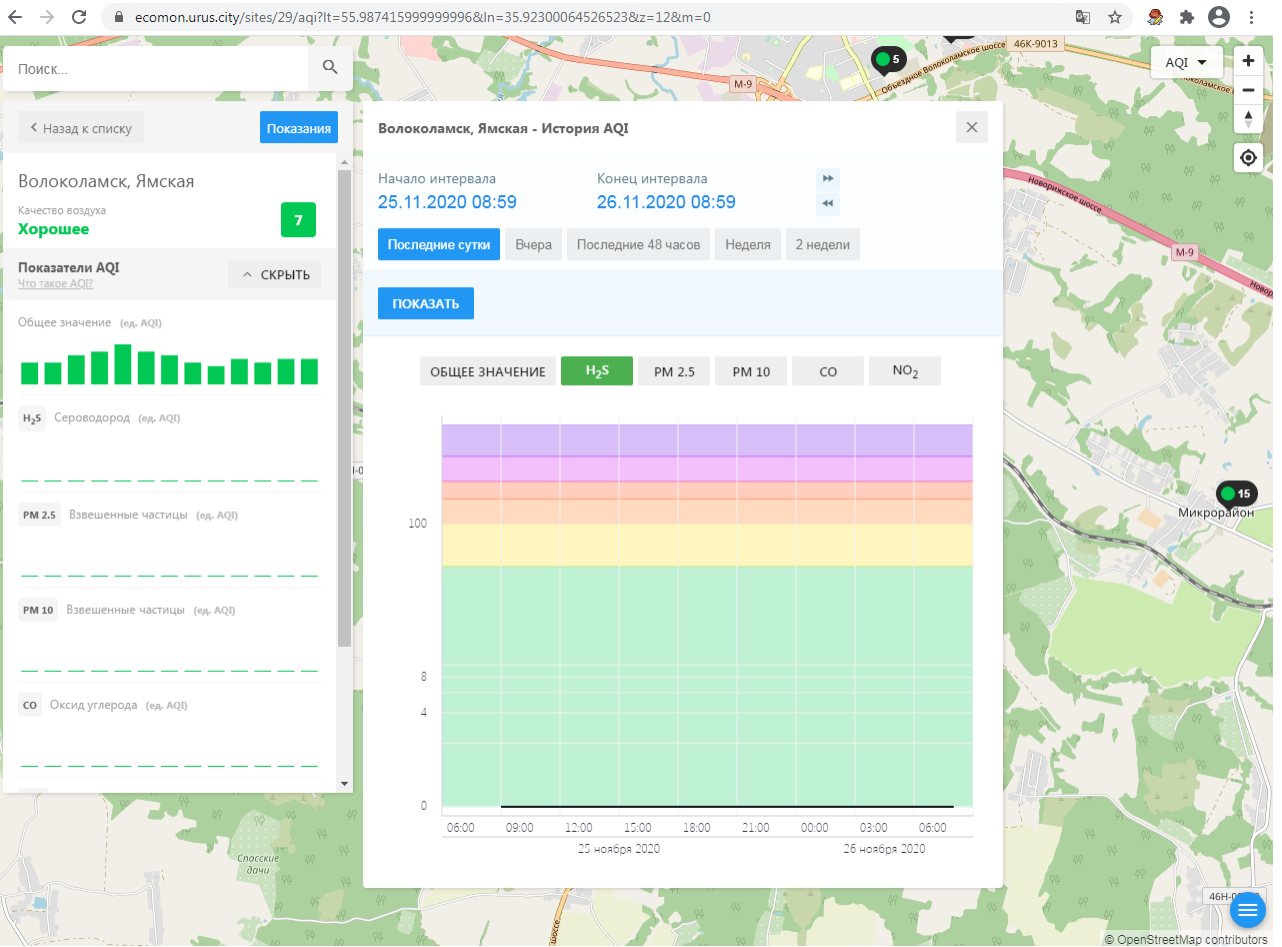 ecomon.urus.city/sites/29/aqi?lt=55.987415999999996&ln=35.92300064526523&z=12&m=0
Поиск...
46К-9013
М-9
5
Объездное Волоколамское шоссе
AQI
Назад к списку
Показания
Волоколамск, Ямская
Качество воздуха
Хорошее
7
Показатели AQI
Что такое AQI?
СКРЫТЬ
Общее значение (ед. AQI)
H₂S Сероводород (ед. AQI)
PM 2.5 Взвешенные частицы (ед. AQI)
PM 10 Взвешенные частицы (ед. AQI)
CO Оксид углерода (ед. AQI)
Волоколамск, Ямская - История AQI
Начало интервала
25.11.2020 08:59
Конец интервала
26.11.2020 08:59
Последние сутки
Вчера
Последние 48 часов
Неделя
2 недели
ПОКАЗАТЬ
ОБЩЕЕ ЗНАЧЕНИЕ
H₂S
PM 2.5
PM 10
CO
NO₂
100
8
4
0
06:00 09:00 12:00 15:00 18:00 21:00 00:00 03:00 06:00
25 ноября 2020 26 ноября 2020
Новорижское шоссе
М-9
15
Микрорайон
Спасские
дачи
шоссе
© OpenStreetMap contributors